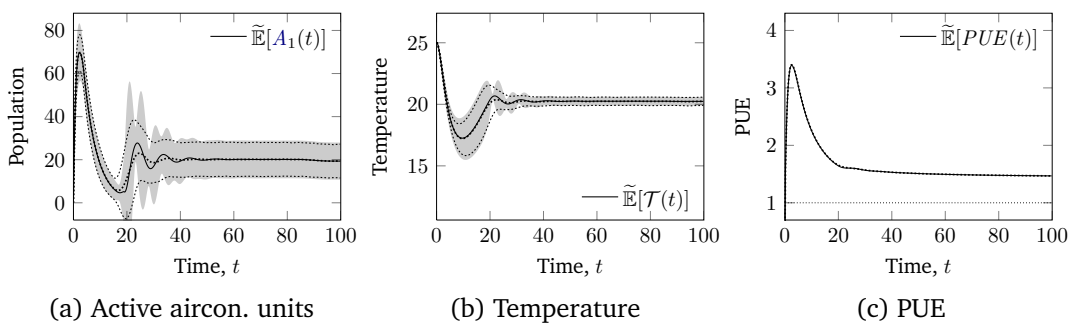 80
60
40
20
0
Population
𝔼̃[A₁(t)]
0 20 40 60 80 100
Time, t
(a) Active aircon. units
25
20
15
Temperature
𝔼̃[𝒯(t)]
0 20 40 60 80 100
Time, t
(b) Temperature
4
3
2
1
PUE
𝔼̃[PUE(t)]
0 20 40 60 80 100
Time, t
(c) PUE